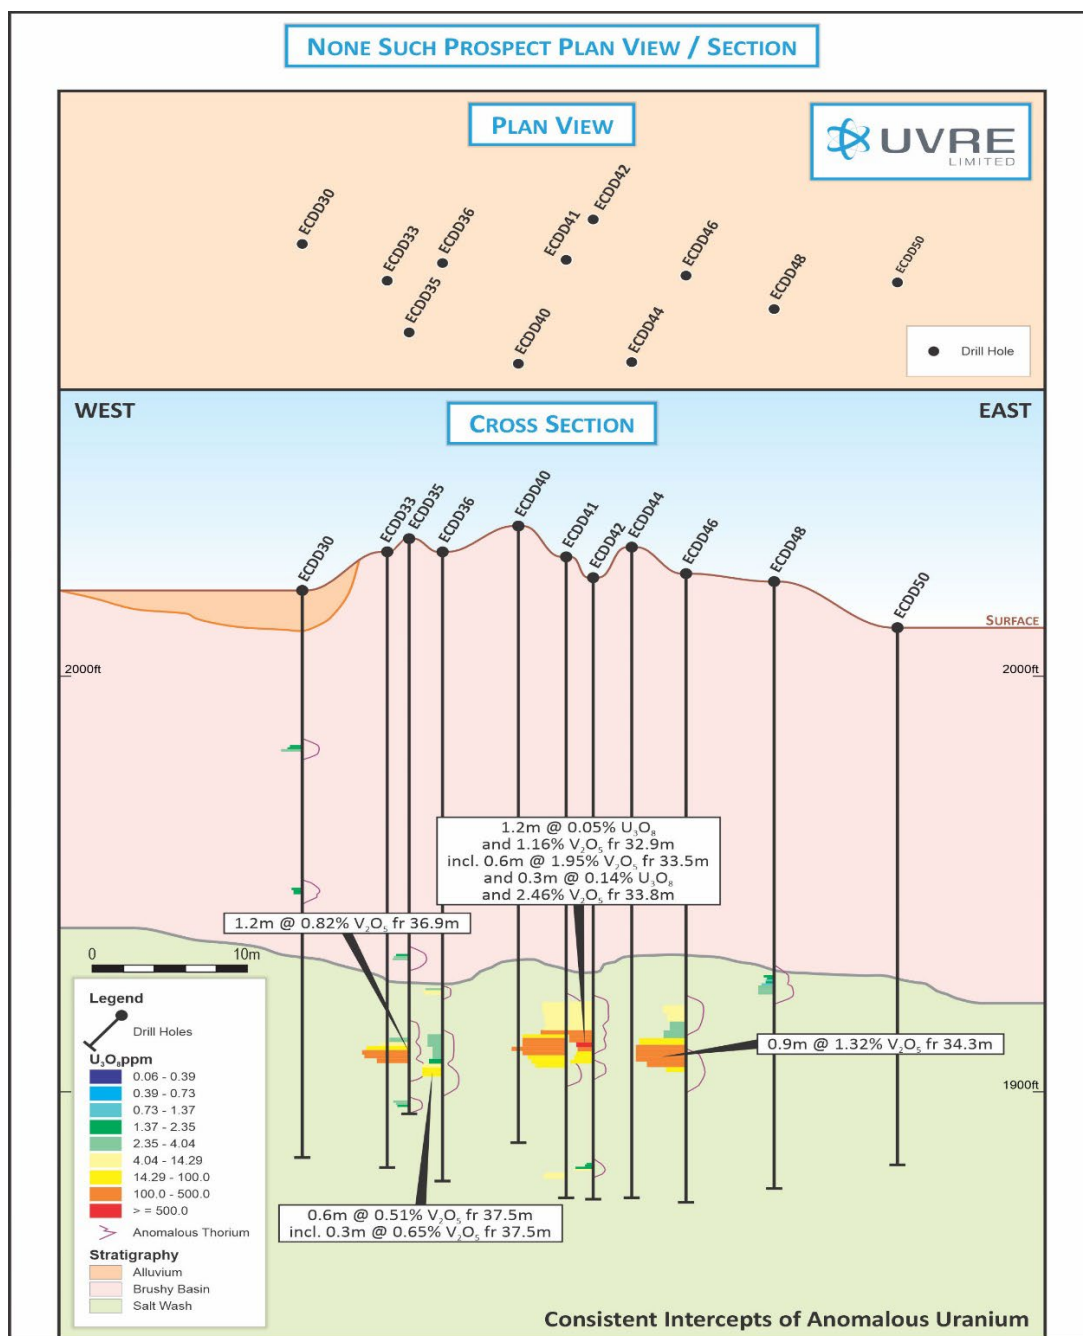 NONE SUCH PROSPECT PLAN VIEW / SECTION
PLAN VIEW
UVRE
LIMITED
ECDD30
ECDD33
ECDD35
ECDD36
ECDD40
ECDD41
ECDD42
ECDD44
ECDD46
ECDD48
ECDD50
Drill Hole
WEST
EAST
CROSS SECTION
ECDD30
ECDD33
ECDD35
ECDD36
ECDD40
ECDD41
ECDD42
ECDD44
ECDD46
ECDD48
ECDD50
SURFACE
2000ft
2000ft
1.2m @ 0.05% U₃O₈
and 1.16% V₂O₅ fr 32.9m
incl. 0.6m @ 1.95% V₂O₅ fr 33.5m
and 0.3m @ 0.14% U₃O₈
and 2.46% V₂O₅ fr 33.8m
1.2m @ 0.82% V₂O₅ fr 36.9m
0.9m @ 1.32% V₂O₅ fr 34.3m
1900ft
0.6m @ 0.51% V₂O₅ fr 37.5m
incl. 0.3m @ 0.65% V₂O₅ fr 37.5m
0 10m
Legend
Drill Holes
U₃O₈ppm
0.06 - 0.39
0.39 - 0.73
0.73 - 1.37
1.37 - 2.35
2.35 - 4.04
4.04 - 14.29
14.29 - 100.0
100.0 - 500.0
> = 500.0
Anomalous Thorium
Stratigraphy
Alluvium
Brushy Basin
Salt Wash
Consistent Intercepts of Anomalous Uranium